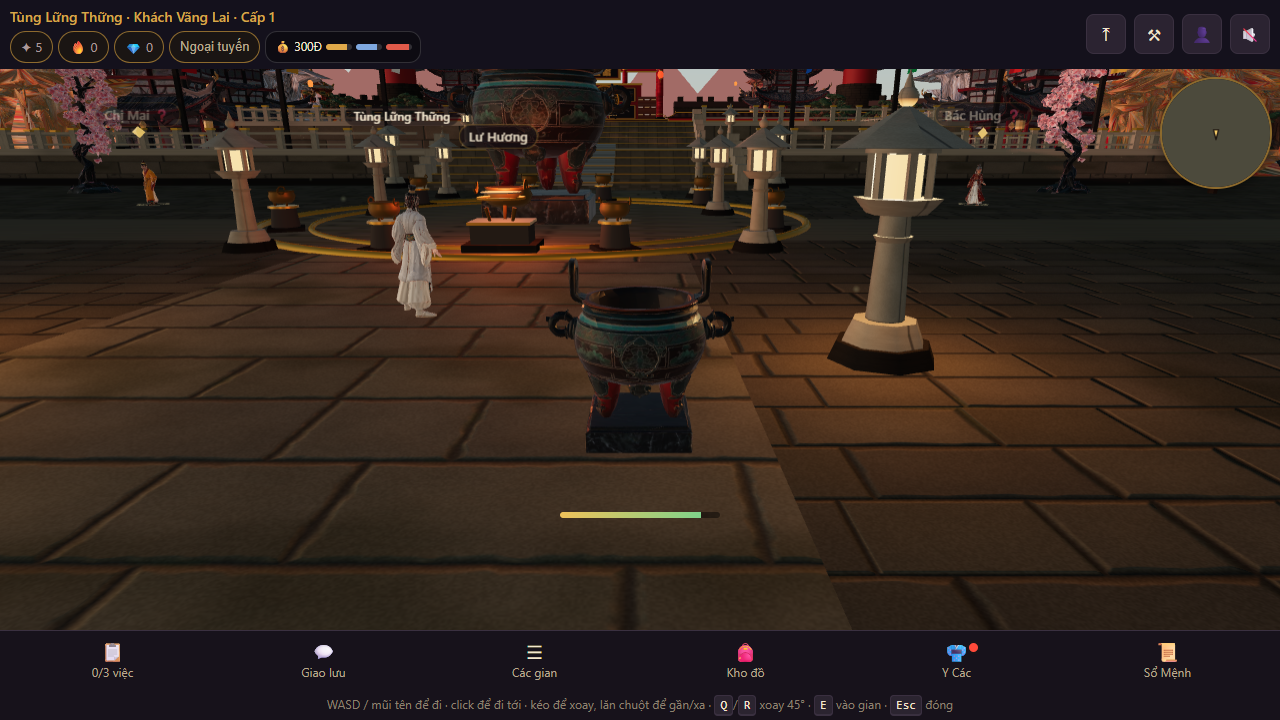 Tùng Lững Thững · Khách Vãng Lai · Cấp 1
5
0
0
Ngoại tuyến
300Đ
Chị Mai
Tùng Lững Thững
Lư Hương
Bác Hùng
0/3 việc
Giao lưu
Các gian
Kho đồ
Y Các
Sổ Mệnh
WASD / mũi tên để đi · click để đi tới · kéo để xoay, lăn chuột để gần/xa · Q / R xoay 45° · E vào gian · Esc đóng